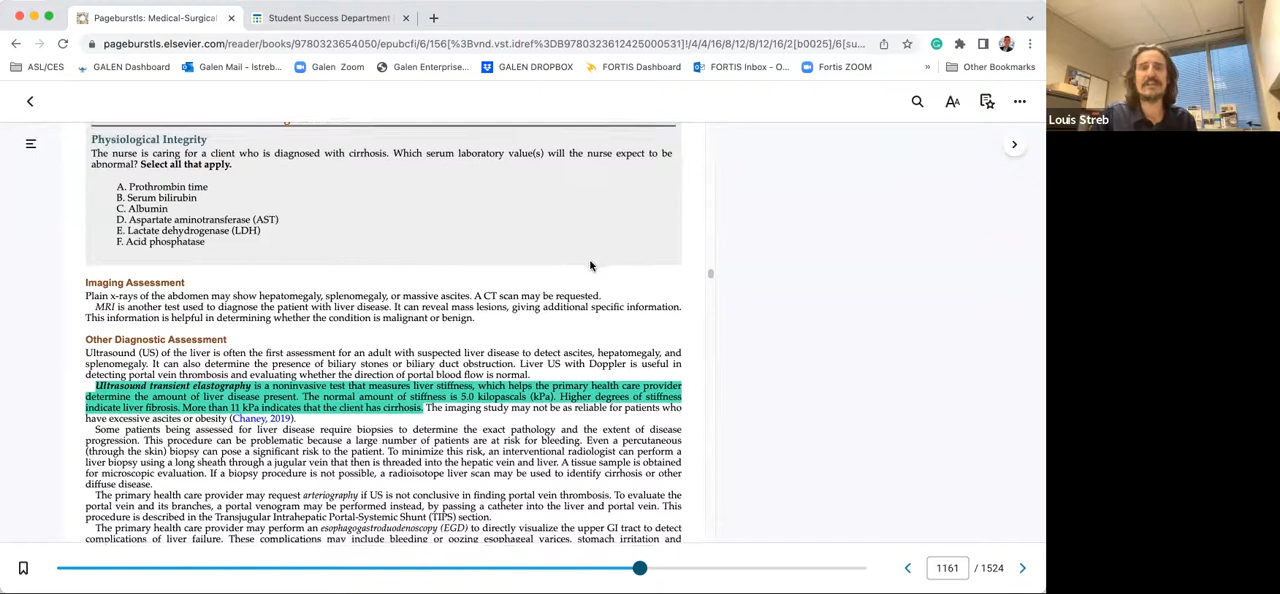 Pageburstls: Medical-Surgical
Student Success Department
pageburstls.elsevier.com/reader/books/9780323654050/epubcfi/6/156[%3Bvnd.vst.idref%3DB9780323612425000531]!/4/4/16/8/12/8/12/16/2[b0025]/6[su...
ASL/CES
GALEN Dashboard
Galen Mail - lstreb...
Galen Zoom
Galen Enterprise...
GALEN DROPBOX
FORTIS Dashboard
FORTIS Inbox - O...
Fortis ZOOM
»
Other Bookmarks
AA
Louis Streb
Physiological Integrity
The nurse is caring for a client who is diagnosed with cirrhosis. Which serum laboratory value(s) will the nurse expect to be
abnormal? Select all that apply.
A. Prothrombin time
B. Serum bilirubin
C. Albumin
D. Aspartate aminotransferase (AST)
E. Lactate dehydrogenase (LDH)
F. Acid phosphatase
Imaging Assessment
Plain x-rays of the abdomen may show hepatomegaly, splenomegaly, or massive ascites. A CT scan may be requested.
MRI is another test used to diagnose the patient with liver disease. It can reveal mass lesions, giving additional specific information.
This information is helpful in determining whether the condition is malignant or benign.
Other Diagnostic Assessment
Ultrasound (US) of the liver is often the first assessment for an adult with suspected liver disease to detect ascites, hepatomegaly, and
splenomegaly. It can also determine the presence of biliary stones or biliary duct obstruction. Liver US with Doppler is useful in
detecting portal vein thrombosis and evaluating whether the direction of portal blood flow is normal.
Ultrasound transient elastography is a noninvasive test that measures liver stiffness, which helps the primary health care provider
determine the amount of liver disease present. The normal amount of stiffness is 5.0 kilopascals (kPa). Higher degrees of stiffness
indicate liver fibrosis. More than 11 kPa indicates that the client has cirrhosis. The imaging study may not be as reliable for patients who
have excessive ascites or obesity (Chaney, 2019).
Some patients being assessed for liver disease require biopsies to determine the exact pathology and the extent of disease
progression. This procedure can be problematic because a large number of patients are at risk for bleeding. Even a percutaneous
(through the skin) biopsy can pose a significant risk to the patient. To minimize this risk, an interventional radiologist can perform a
liver biopsy using a long sheath through a jugular vein that then is threaded into the hepatic vein and liver. A tissue sample is obtained
for microscopic evaluation. If a biopsy procedure is not possible, a radioisotope liver scan may be used to identify cirrhosis or other
diffuse disease.
The primary health care provider may request arteriography if US is not conclusive in finding portal vein thrombosis. To evaluate the
portal vein and its branches, a portal venogram may be performed instead, by passing a catheter into the liver and portal vein. This
procedure is described in the Transjugular Intrahepatic Portal-Systemic Shunt (TIPS) section.
The primary health care provider may perform an esophagogastroduodenoscopy (EGD) to directly visualize the upper GI tract to detect
complications of liver failure. These complications may include bleeding or oozing esophageal varices, stomach irritation and
1161 / 1524